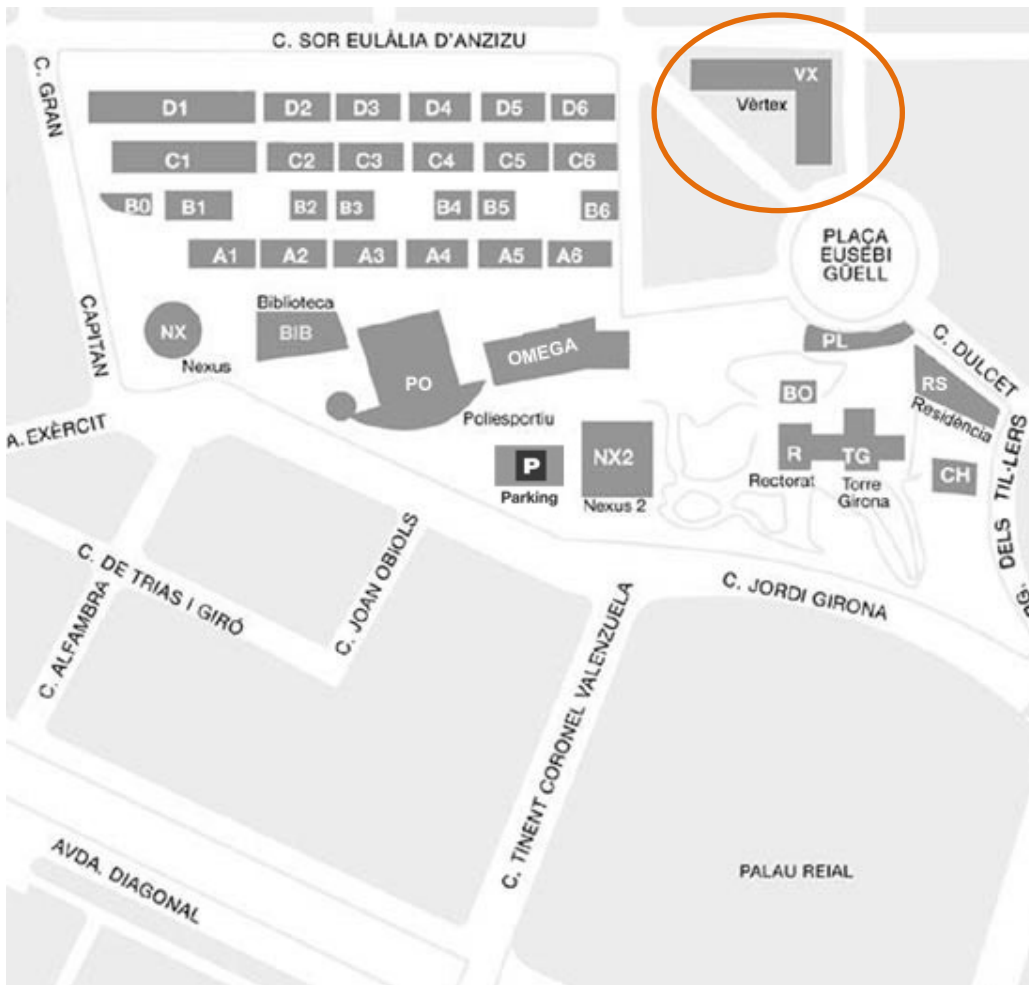 C. SOR EULÀLIA D'ANZIZU
C. GRAN
CAPITAN
VX
Vèrtex
D1
D2
D3
D4
D5
D6
C1
C2
C3
C4
C5
C6
B0
B1
B2
B3
B4
B5
B6
A1
A2
A3
A4
A5
A6
PLAÇA
EUSEBI
GÜELL
Biblioteca
BIB
NX
Nexus
PO
Poliesportiu
OMEGA
PL
C. DULCET
RS
Residència
BO
R
Rectorat
TG
Torre
Girona
CH
DELS TIL·LERS
A. EXÈRCIT
P
Parking
NX2
Nexus 2
C. JORDI GIRONA
C. DE TRIAS I GIRÓ
C. JOAN OBIOLS
C. ALFAMBRA
C. TINENT CORONEL VALENZUELA
AVDA. DIAGONAL
PALAU REIAL